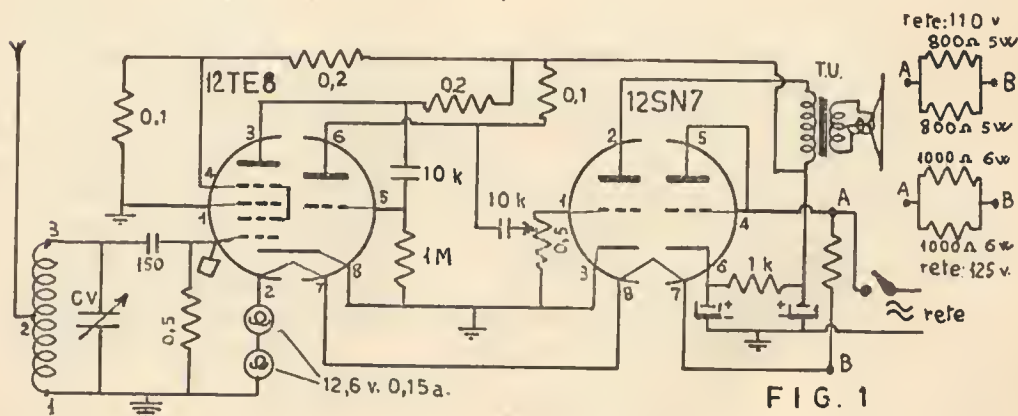 rete: 110 v
800Ω 5w
A
B
800Ω 5w
1000Ω 6w
A
B
1000Ω 6w
rete: 125 v.
12TE8
0,2
0,1
0,2
0,1
12SN7
T.U.
3
6
4
1
5
8
7
2
10 k
1M
10 k
0,5
2
5
1
4
3
6
8
7
1 k
A
B
≈ rete
3
2
1
CV
150
0,5
12,6 v. 0,15 a.
FIG. 1